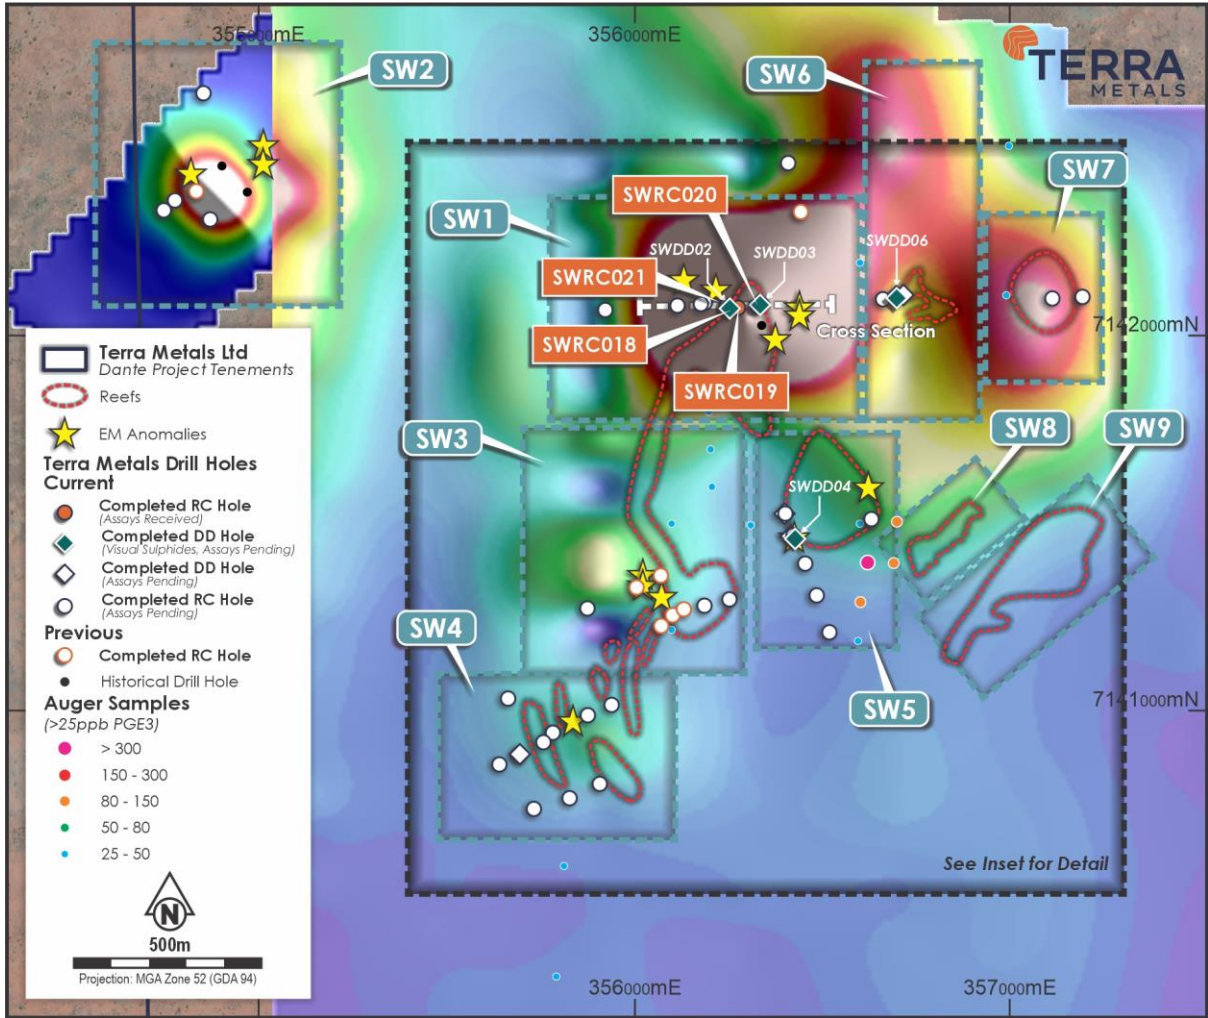 355000mE
356000mE
TERRA
METALS
SW2
SW6
SW7
SWRC020
SW1
SWDD02
SWDD03
SWDD06
SWRC021
7142000mN
Cross Section
SWRC018
SWRC019
SW3
SW8
SW9
SWDD04
SW4
7141000mN
SW5
See Inset for Detail
356000mE
357000mE
Terra Metals Ltd
Dante Project Tenements
Reefs
EM Anomalies
Terra Metals Drill Holes
Current
Completed RC Hole
(Assays Received)
Completed DD Hole
(Visual Sulphides, Assays Pending)
Completed DD Hole
(Assays Pending)
Completed RC Hole
(Assays Pending)
Previous
Completed RC Hole
Historical Drill Hole
Auger Samples
(>25ppb PGE3)
> 300
150 - 300
80 - 150
50 - 80
25 - 50
N
500m
Projection: MGA Zone 52 (GDA 94)